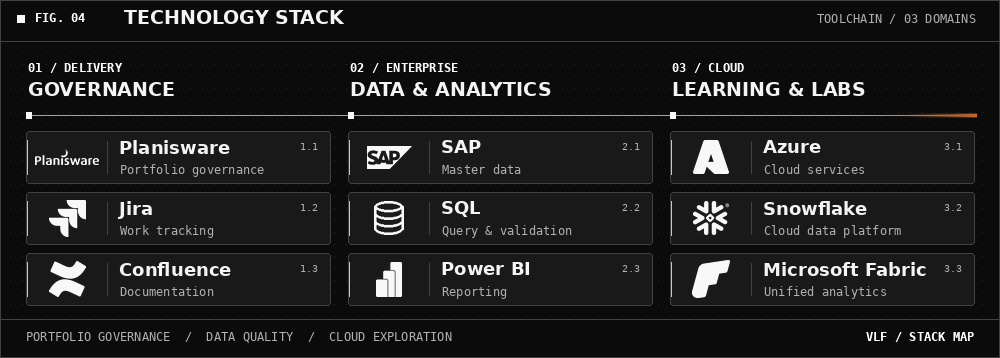 FIG. 04
TECHNOLOGY STACK
TOOLCHAIN / 03 DOMAINS
01 / DELIVERY
GOVERNANCE
Planisware
Planisware
1.1
Portfolio governance
Jira
1.2
Work tracking
Confluence
1.3
Documentation
02 / ENTERPRISE
DATA & ANALYTICS
SAP
SAP
2.1
Master data
SQL
2.2
Query & validation
Power BI
2.3
Reporting
03 / CLOUD
LEARNING & LABS
Azure
3.1
Cloud services
Snowflake
3.2
Cloud data platform
Microsoft Fabric
3.3
Unified analytics
PORTFOLIO GOVERNANCE / DATA QUALITY / CLOUD EXPLORATION
VLF / STACK MAP